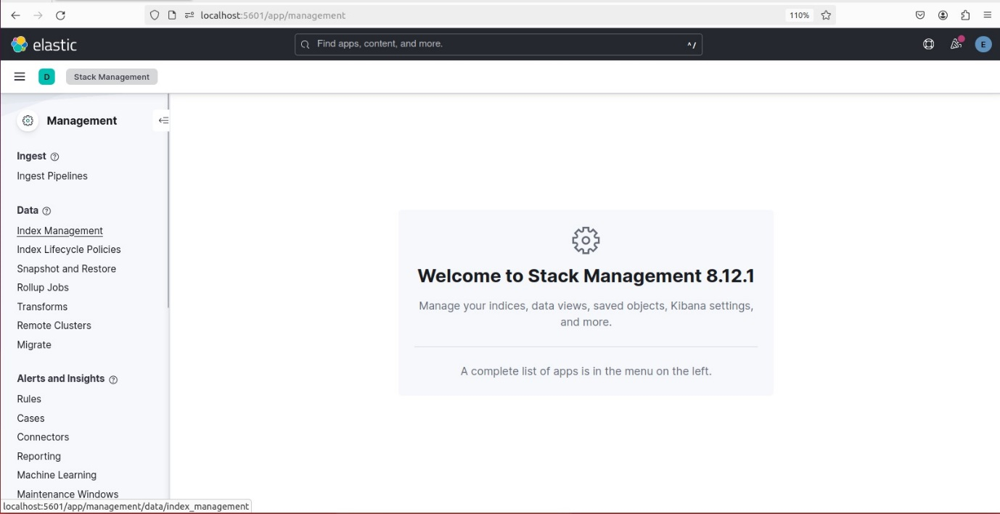 localhost:5601/app/management
110%
elastic
Find apps, content, and more.
^/
E
D
Stack Management
Management
Ingest
Ingest Pipelines
Data
Index Management
Index Lifecycle Policies
Snapshot and Restore
Rollup Jobs
Transforms
Remote Clusters
Migrate
Alerts and Insights
Rules
Cases
Connectors
Reporting
Machine Learning
Maintenance Windows
localhost:5601/app/management/data/index_management
Welcome to Stack Management 8.12.1
Manage your indices, data views, saved objects, Kibana settings,
and more.
A complete list of apps is in the menu on the left.